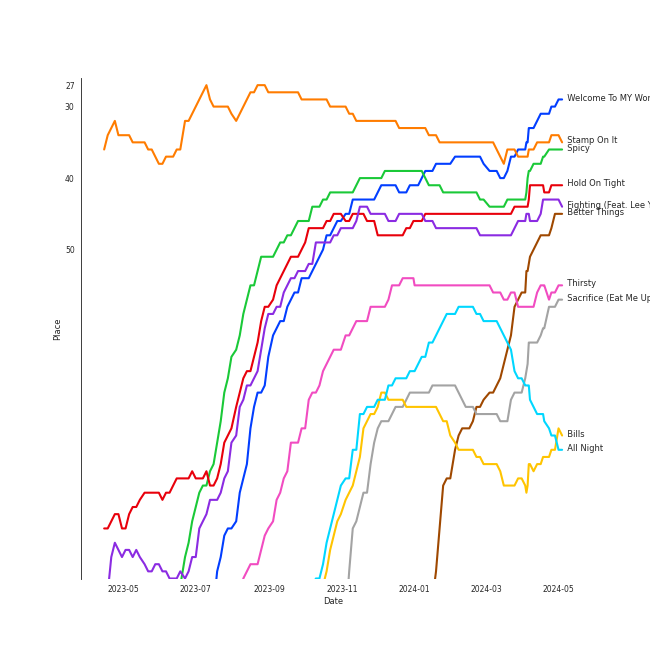 27
30
40
50
Place
Welcome To MY Wor
Stamp On It
Spicy
Hold On Tight
Fighting (Feat. Lee Y
Better Things
Thirsty
Sacrifice (Eat Me Up
Bills
All Night
2023-05 2023-07 2023-09 2023-11 2024-01 2024-03 2024-05
Date